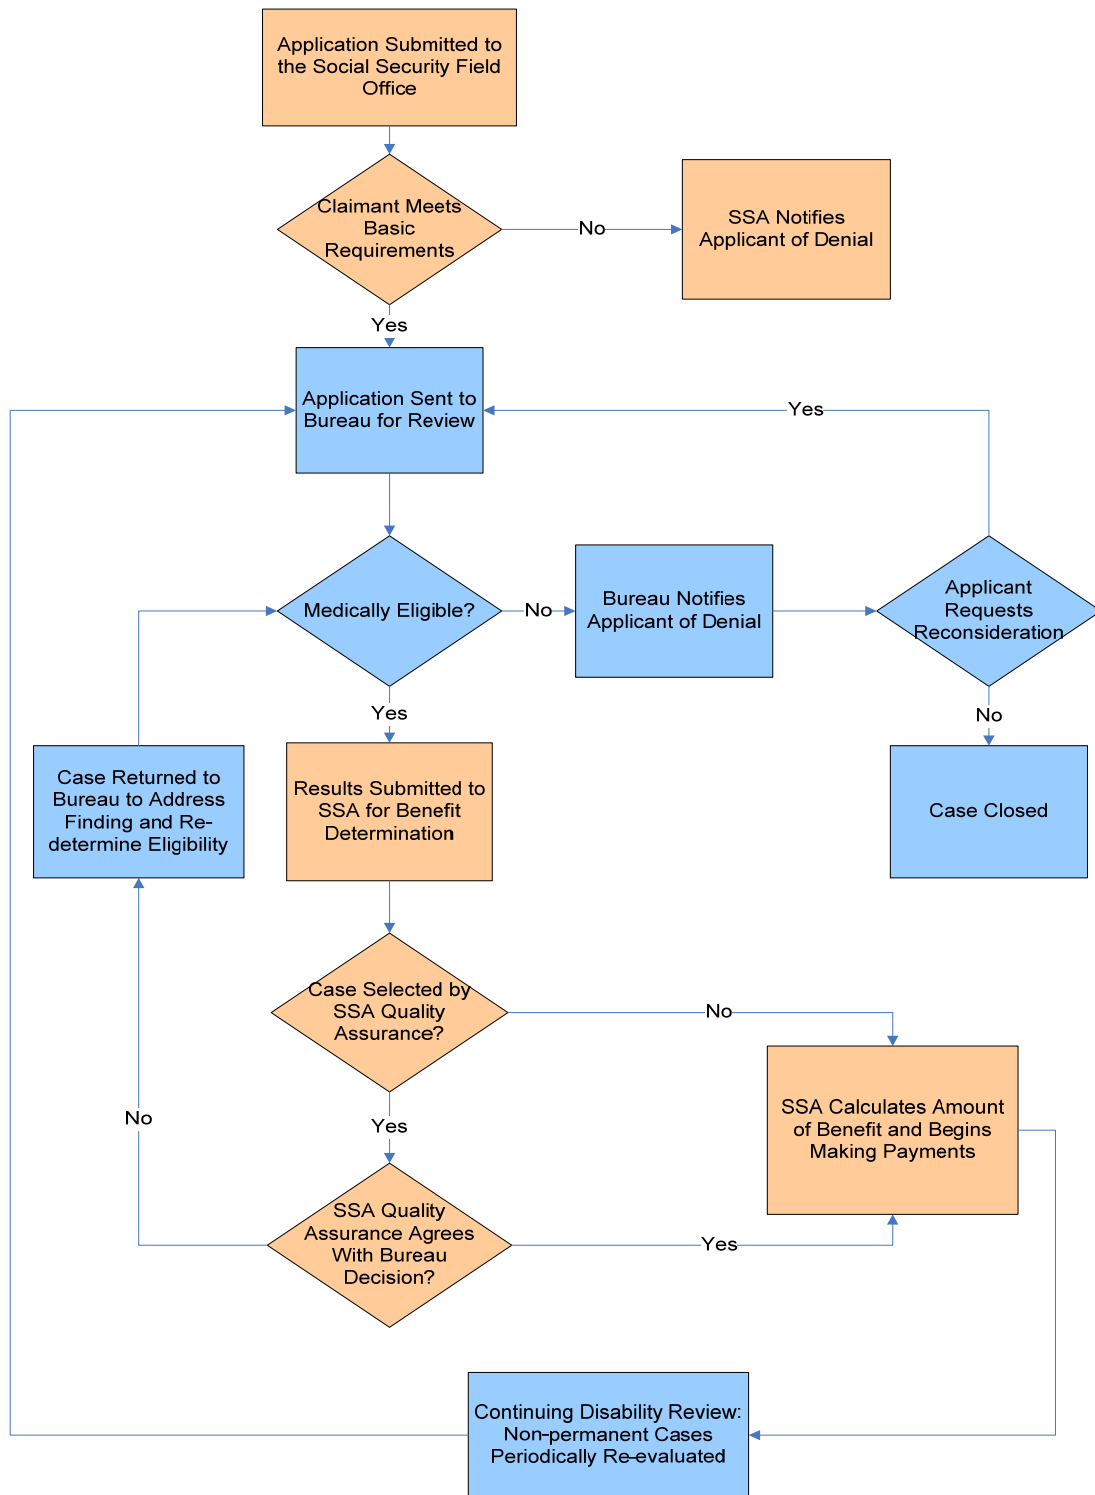 Application Submitted to
the Social Security Field
Office
Claimant Meets
Basic
Requirements
No
SSA Notifies
Applicant of Denial
Yes
Application Sent to
Bureau for Review
Yes
Medically Eligible?
No
Bureau Notifies
Applicant of Denial
Applicant
Requests
Reconsideration
Yes
No
Case Returned to
Bureau to Address
Finding and Re-
determine Eligibility
Results Submitted to
SSA for Benefit
Determination
Case Closed
Case Selected by
SSA Quality
Assurance?
No
SSA Calculates Amount
of Benefit and Begins
Making Payments
No
Yes
SSA Quality
Assurance Agrees
With Bureau
Decision?
Yes
Continuing Disability Review:
Non-permanent Cases
Periodically Re-evaluated